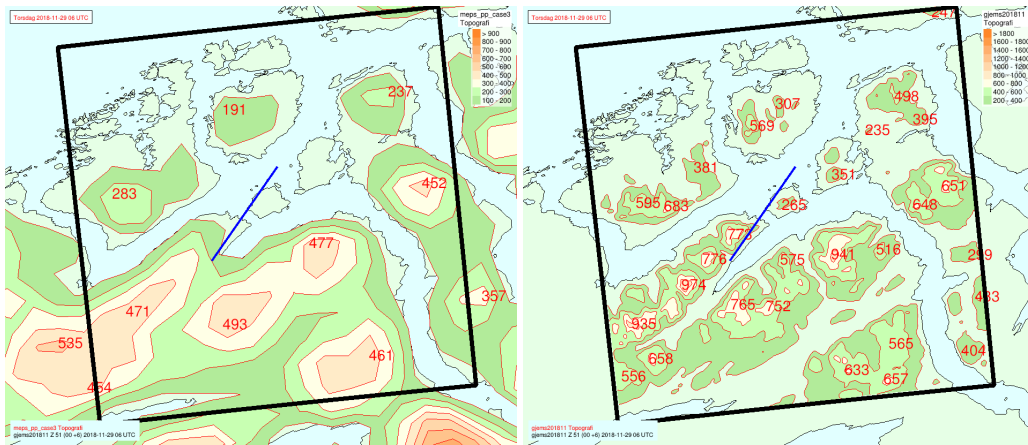 Torsdag 2018-11-29 06 UTC
meps_pp_case3
Topografi
> 900
800 - 900
700 - 800
600 - 700
500 - 600
400 - 500
300 - 400
200 - 300
100 - 200
191
237
283
452
477
471
493
357
535
461
464
meps_pp_case3 Topografi
gjems201811 Z 51 (00 +6) 2018-11-29 06 UTC
Torsdag 2018-11-29 06 UTC
247
gjems201811
Topografi
> 1800
1600 - 1800
1400 - 1600
1200 - 1400
1000 - 1200
800 - 1000
600 - 800
400 - 600
200 - 400
307
498
569
395
235
381
351
651
595
683
265
648
776
941
516
575
299
974
765
752
433
935
565
658
404
556
633
657
gjems201811 Topografi
gjems201811 Z 51 (00 +6) 2018-11-29 06 UTC